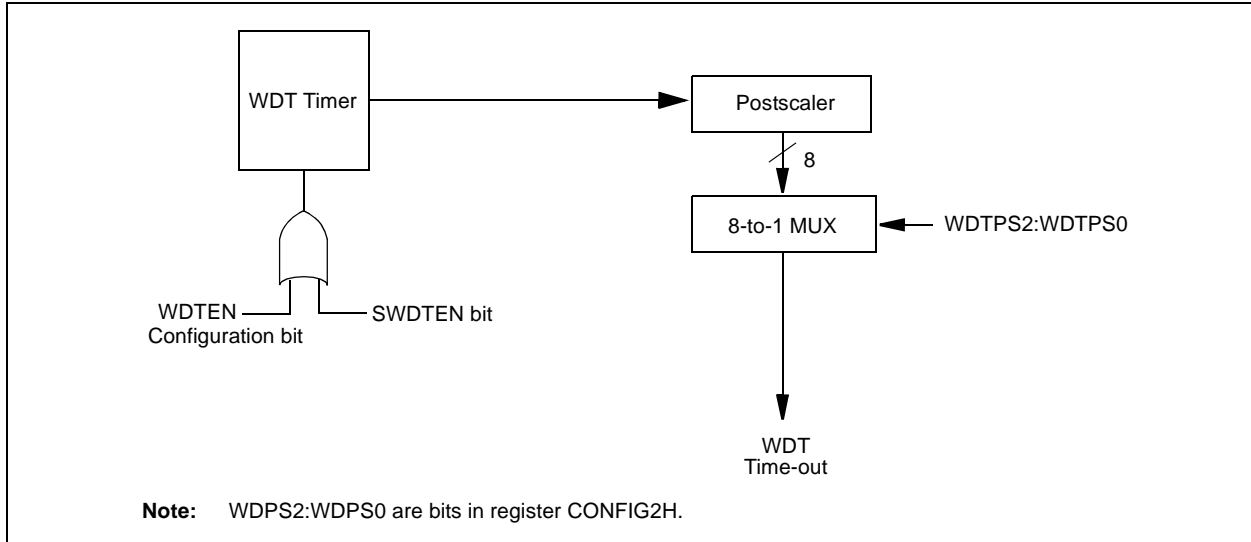 WDT Timer
Postscaler
8
8-to-1 MUX
WDTPS2:WDTPS0
WDTEN
Configuration bit
SWDTEN bit
WDT
Time-out
Note: WDPS2:WDPS0 are bits in register CONFIG2H.